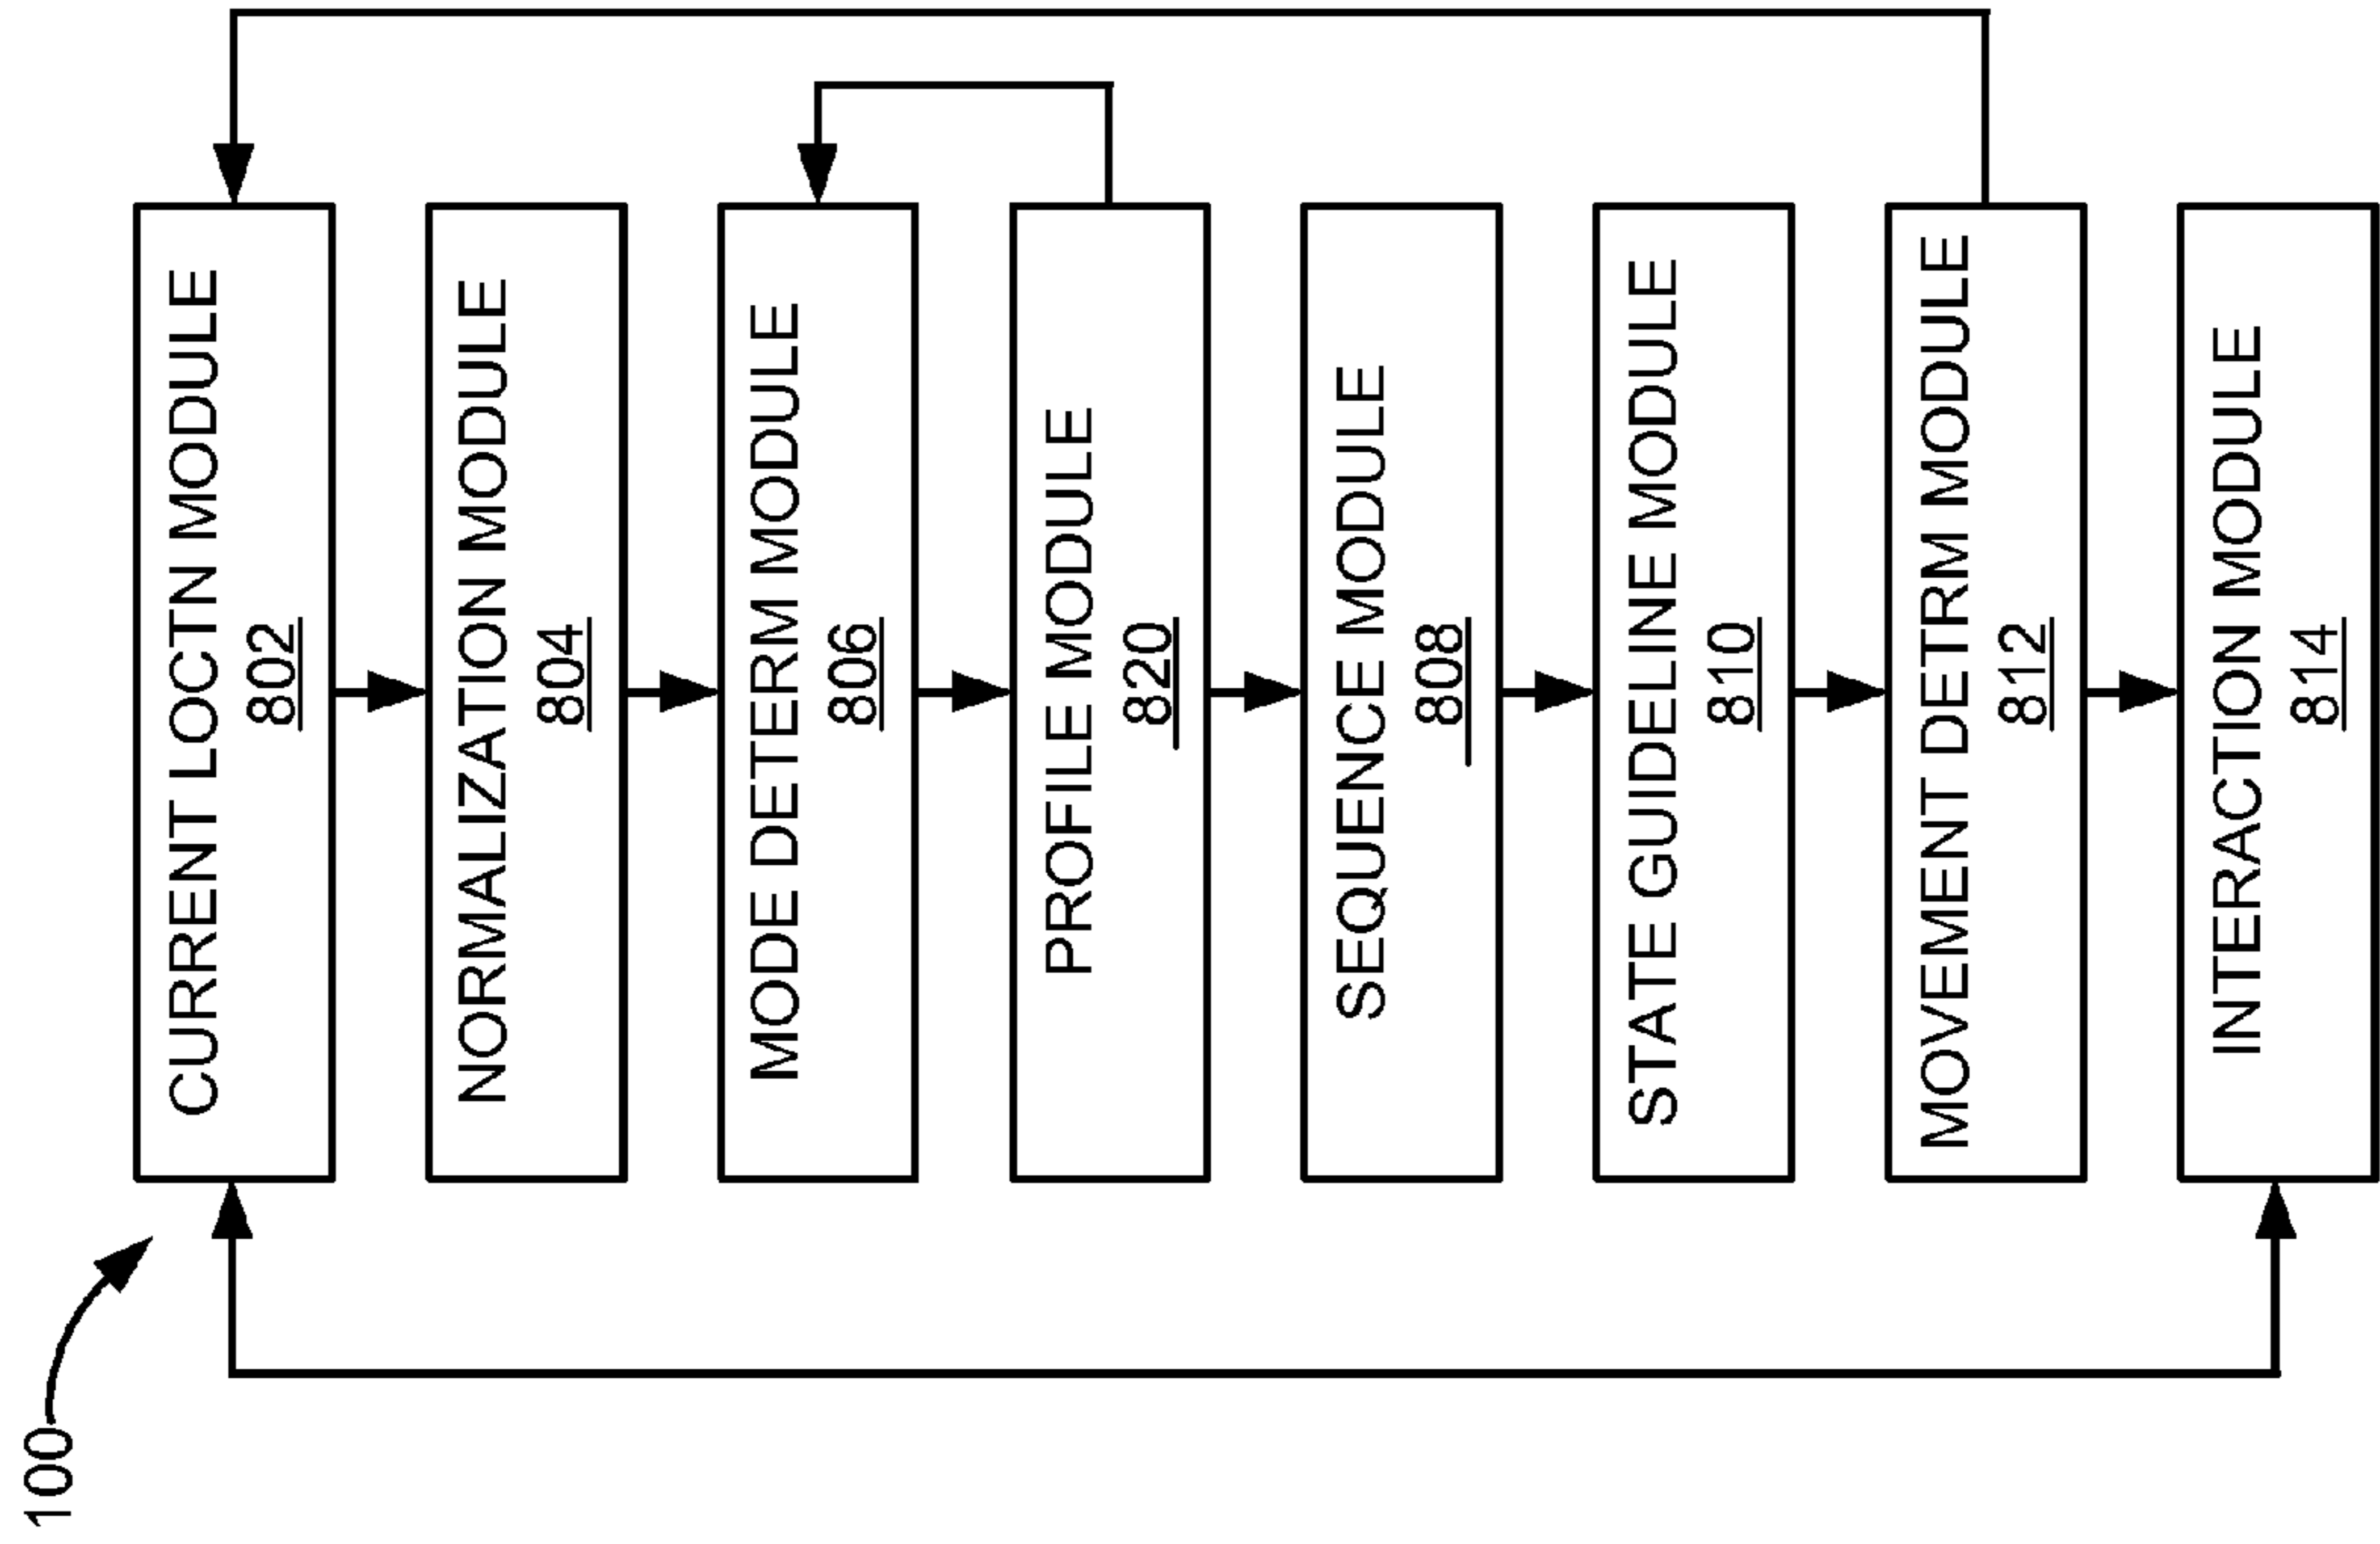 100
CURRENT LOCTN MODULE
802
NORMALIZATION MODULE
804
MODE DETERM MODULE
806
PROFILE MODULE
820
SEQUENCE MODULE
808
STATE GUIDELINE MODULE
810
MOVEMENT DETRM MODULE
812
INTERACTION MODULE
814